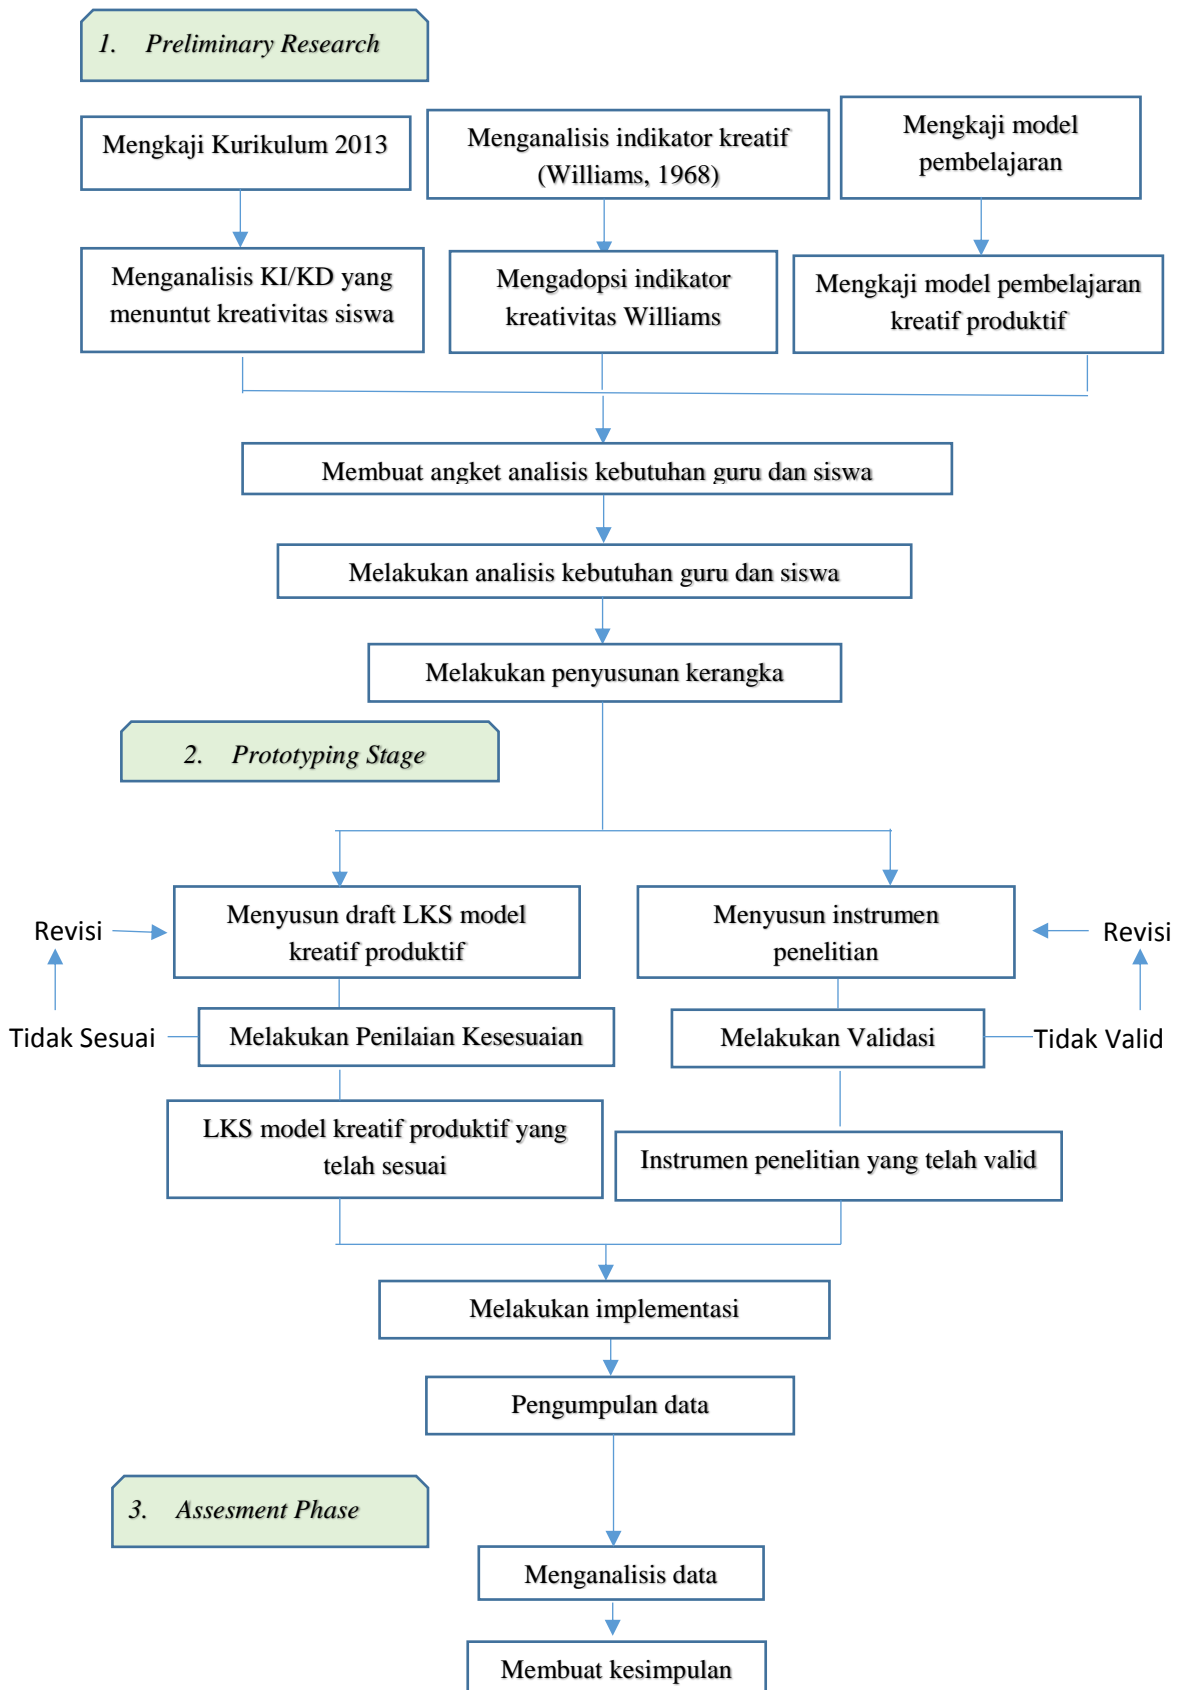 1. Preliminary Research
Mengkaji Kurikulum 2013
Menganalisis indikator kreatif
(Williams, 1968)
Mengkaji model
pembelajaran
Menganalisis KI/KD yang
menuntut kreativitas siswa
Mengadopsi indikator
kreativitas Williams
Mengkaji model pembelajaran
kreatif produktif
Membuat angket analisis kebutuhan guru dan siswa
Melakukan analisis kebutuhan guru dan siswa
Melakukan penyusunan kerangka
2. Prototyping Stage
Menyusun draft LKS model
kreatif produktif
Menyusun instrumen
penelitian
Revisi
Revisi
Tidak Sesuai
Melakukan Penilaian Kesesuaian
Melakukan Validasi
Tidak Valid
LKS model kreatif produktif yang
telah sesuai
Instrumen penelitian yang telah valid
Melakukan implementasi
Pengumpulan data
3. Assesment Phase
Menganalisis data
Membuat kesimpulan